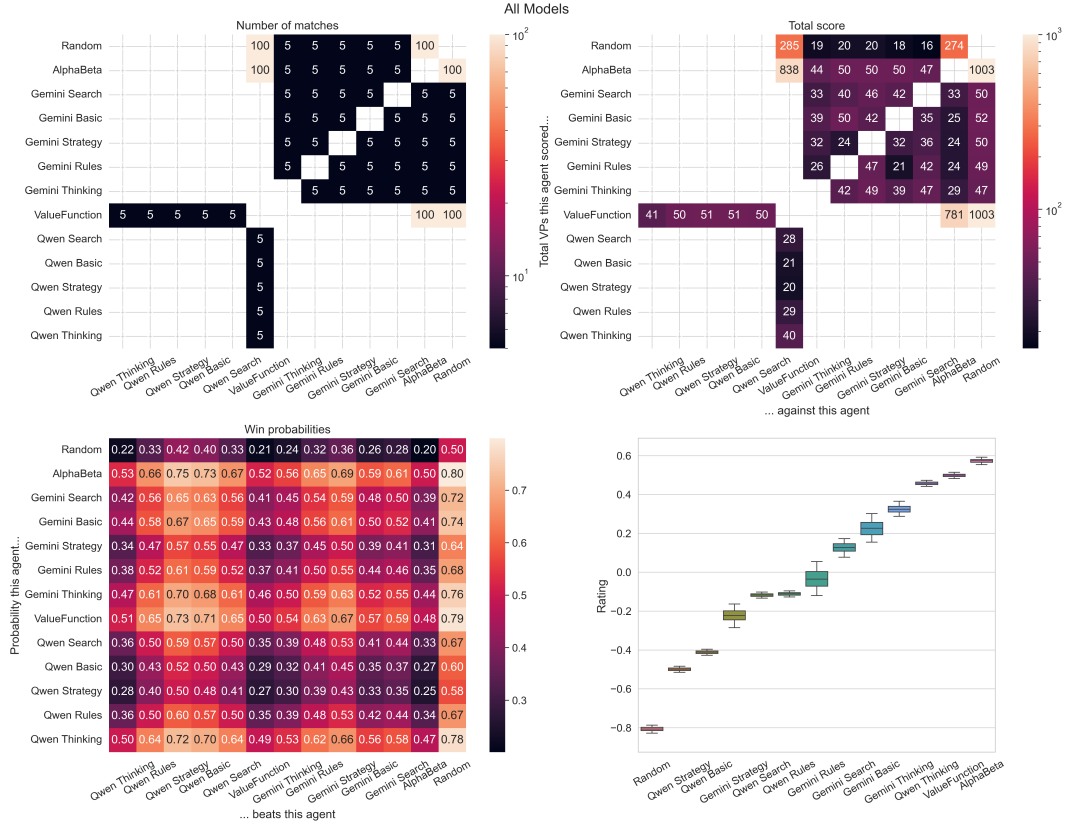 All Models
Number of matches
Random 100 5 5 5 5 5 100
AlphaBeta 100 5 5 5 5 5 100
Gemini Search 5 5 5 5 5 5 5
Gemini Basic 5 5 5 5 5 5
Gemini Strategy 5 5 5 5 5 5
Gemini Rules 5 5 5 5 5 5
Gemini Thinking 5 5 5 5 5 5
ValueFunction 5 5 5 5 5 100 100
Qwen Search 5
Qwen Basic 5
Qwen Strategy 5
Qwen Rules 5
Qwen Thinking 5
Qwen Thinking
Qwen Rules
Qwen Strategy
Qwen Basic
Qwen Search
ValueFunction
Gemini Thinking
Gemini Rules
Gemini Strategy
Gemini Basic
Gemini Search
AlphaBeta
Random
10²
10¹
Total score
Total VPs this agent scored...
Random 285 19 20 20 18 16 274
AlphaBeta 838 44 50 50 50 47 1003
Gemini Search 33 40 46 42 33 50
Gemini Basic 39 50 42 35 25 52
Gemini Strategy 32 24 32 36 24 50
Gemini Rules 26 47 21 42 24 49
Gemini Thinking 42 49 39 47 29 47
ValueFunction 41 50 51 51 50 781 1003
Qwen Search 28
Qwen Basic 21
Qwen Strategy 20
Qwen Rules 29
Qwen Thinking 40
Qwen Thinking
Qwen Rules
Qwen Strategy
Qwen Basic
Qwen Search
ValueFunction
Gemini Thinking
Gemini Rules
Gemini Strategy
Gemini Basic
Gemini Search
AlphaBeta
Random
... against this agent
10³
10²
Win probabilities
Probability this agent...
Random 0.22 0.33 0.42 0.40 0.33 0.21 0.24 0.32 0.36 0.26 0.28 0.20 0.50
AlphaBeta 0.53 0.66 0.75 0.73 0.67 0.52 0.56 0.65 0.69 0.59 0.61 0.50 0.80
Gemini Search 0.42 0.56 0.65 0.63 0.56 0.41 0.45 0.54 0.59 0.48 0.50 0.39 0.72
Gemini Basic 0.44 0.58 0.67 0.65 0.59 0.43 0.48 0.56 0.61 0.50 0.52 0.41 0.74
Gemini Strategy 0.34 0.47 0.57 0.55 0.47 0.33 0.37 0.45 0.50 0.39 0.41 0.31 0.64
Gemini Rules 0.38 0.52 0.61 0.59 0.52 0.37 0.41 0.50 0.55 0.44 0.46 0.35 0.68
Gemini Thinking 0.47 0.61 0.70 0.68 0.61 0.46 0.50 0.59 0.63 0.52 0.55 0.44 0.76
ValueFunction 0.51 0.65 0.73 0.71 0.65 0.50 0.54 0.63 0.67 0.57 0.59 0.48 0.79
Qwen Search 0.36 0.50 0.59 0.57 0.50 0.35 0.39 0.48 0.53 0.41 0.44 0.33 0.67
Qwen Basic 0.30 0.43 0.52 0.50 0.43 0.29 0.32 0.41 0.45 0.35 0.37 0.27 0.60
Qwen Strategy 0.28 0.40 0.50 0.48 0.41 0.27 0.30 0.39 0.43 0.33 0.35 0.25 0.58
Qwen Rules 0.36 0.50 0.60 0.57 0.50 0.35 0.39 0.48 0.53 0.42 0.44 0.34 0.67
Qwen Thinking 0.50 0.64 0.72 0.70 0.64 0.49 0.53 0.62 0.66 0.56 0.58 0.47 0.78
Qwen Thinking
Qwen Rules
Qwen Strategy
Qwen Basic
Qwen Search
ValueFunction
Gemini Thinking
Gemini Rules
Gemini Strategy
Gemini Basic
Gemini Search
AlphaBeta
Random
... beats this agent
0.7
0.6
0.5
0.4
0.3
Rating
0.6
0.4
0.2
0.0
−0.2
−0.4
−0.6
−0.8
Random
Qwen Strategy
Qwen Basic
Gemini Strategy
Qwen Search
Qwen Rules
Gemini Rules
Gemini Search
Gemini Basic
Gemini Thinking
Qwen Thinking
ValueFunction
AlphaBeta